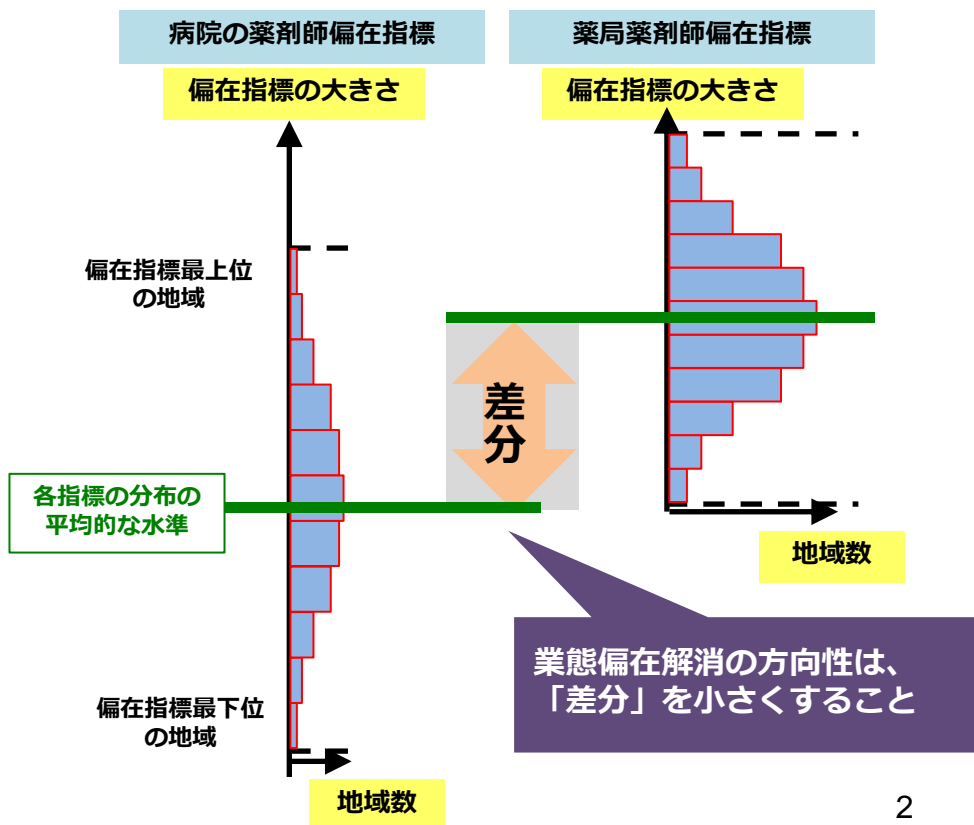 病院の薬剤師偏在指標
薬局薬剤師偏在指標
偏在指標の大きさ
偏在指標の大きさ
偏在指標最上位
の地域
差
分
各指標の分布の
平均的な水準
地域数
業態偏在解消の方向性は、
「差分」を小さくすること
偏在指標最下位
の地域
地域数
2